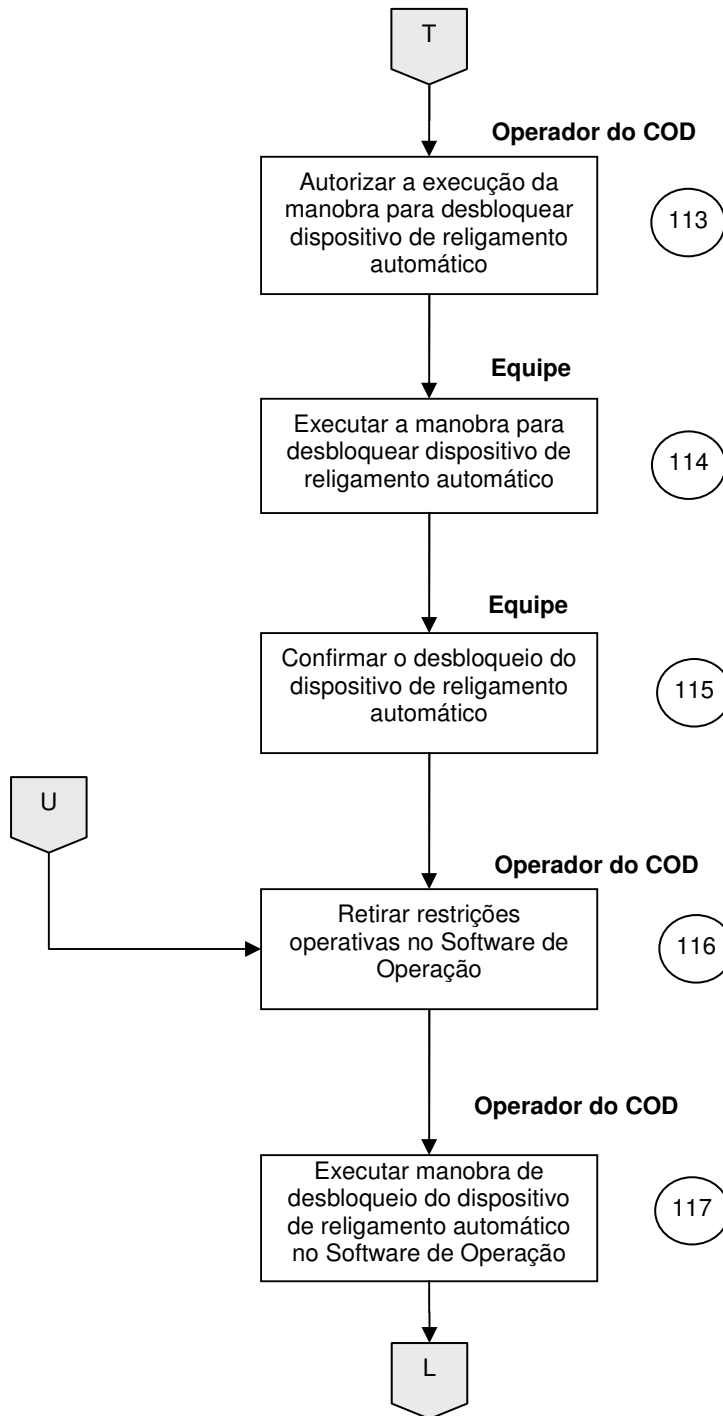 T
Operador do COD
Autorizar a execução da
manobra para desbloquear
dispositivo de religamento
automático
113
Equipe
Executar a manobra para
desbloquear dispositivo de
religamento automático
114
Equipe
Confirmar o desbloqueio do
dispositivo de religamento
automático
115
U
Operador do COD
Retirar restrições
operativas no Software de
Operação
116
Operador do COD
Executar manobra de
desbloqueio do dispositivo
de religamento automático
no Software de Operação
117
L